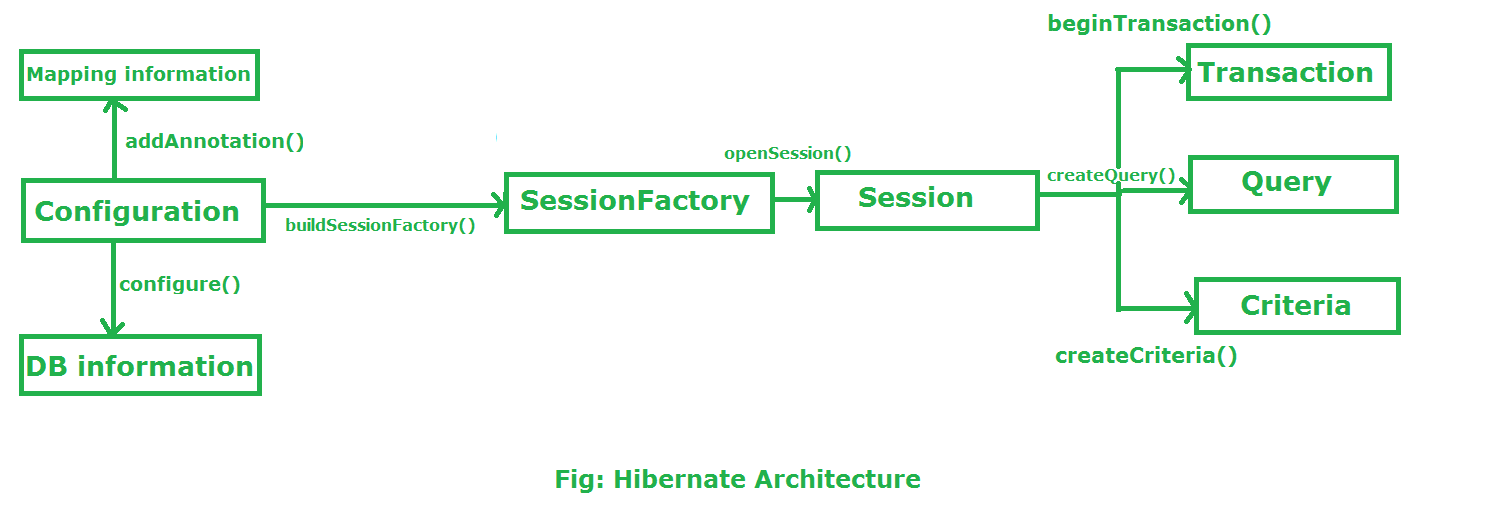 beginTransaction()
Mapping information
Transaction
addAnnotation()
openSession()
createQuery()
Configuration
SessionFactory
Session
Query
buildSessionFactory()
configure()
Criteria
createCriteria()
DB information
Fig: Hibernate Architecture